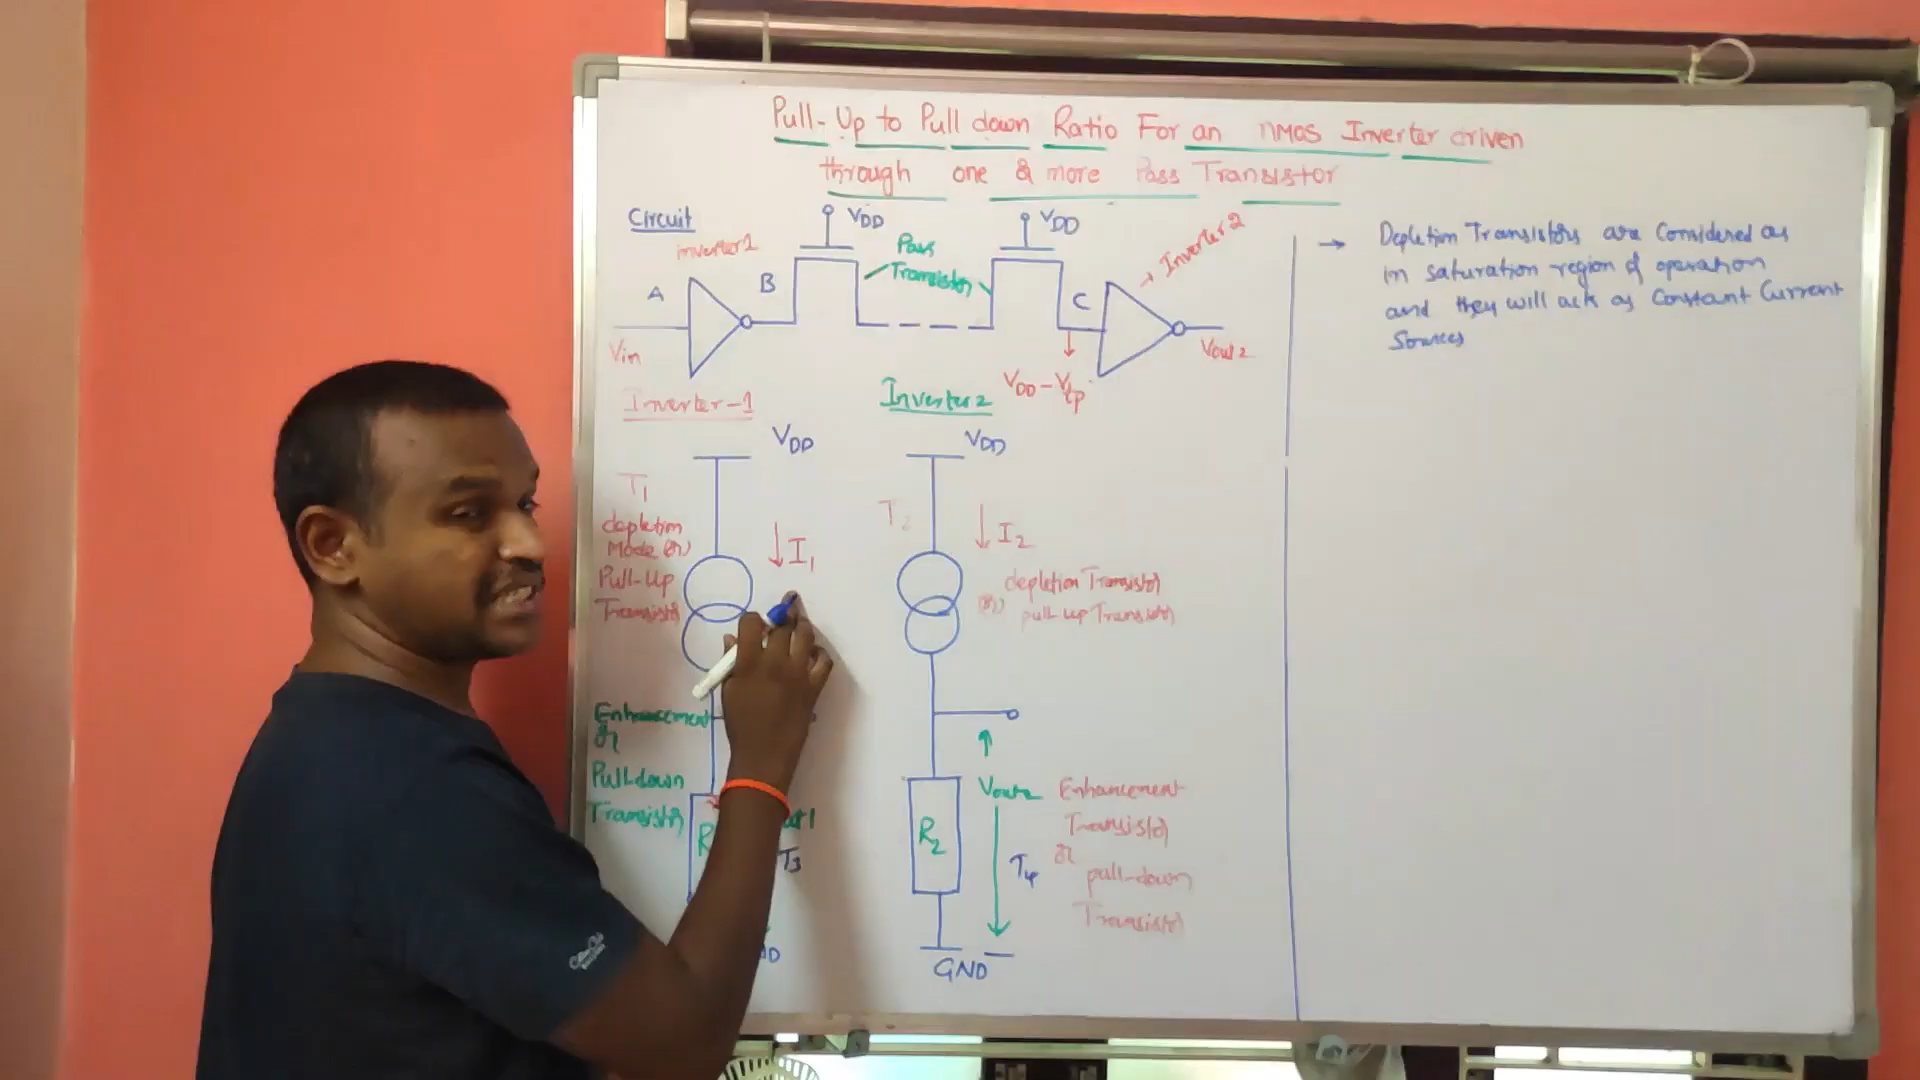 Pull-Up to Pull down Ratio For an nMOS Inverter driven
through one & more Pass Transistor
Circuit
inverter1
VDD
Pass
Transistor
VDD
Inverter 2
A
B
C
Vin
Vout2
VDD - Vtp
Inverter-1
VDD
T1
depletion
Mode (or)
Pull-Up
Transistor
I1
Enhancement
or
Pull-down
Transistor
R
T3
Inverter 2
VDD
T2
I2
depletion Transistor
(or) pull-up Transistor
Vout2
R2
T4
Enhancement
Transistor
or
pull-down
Transistor
GND
→ Depletion Transistors are Considered as
in saturation region of operation
and they will ack as Constant Current
Sources